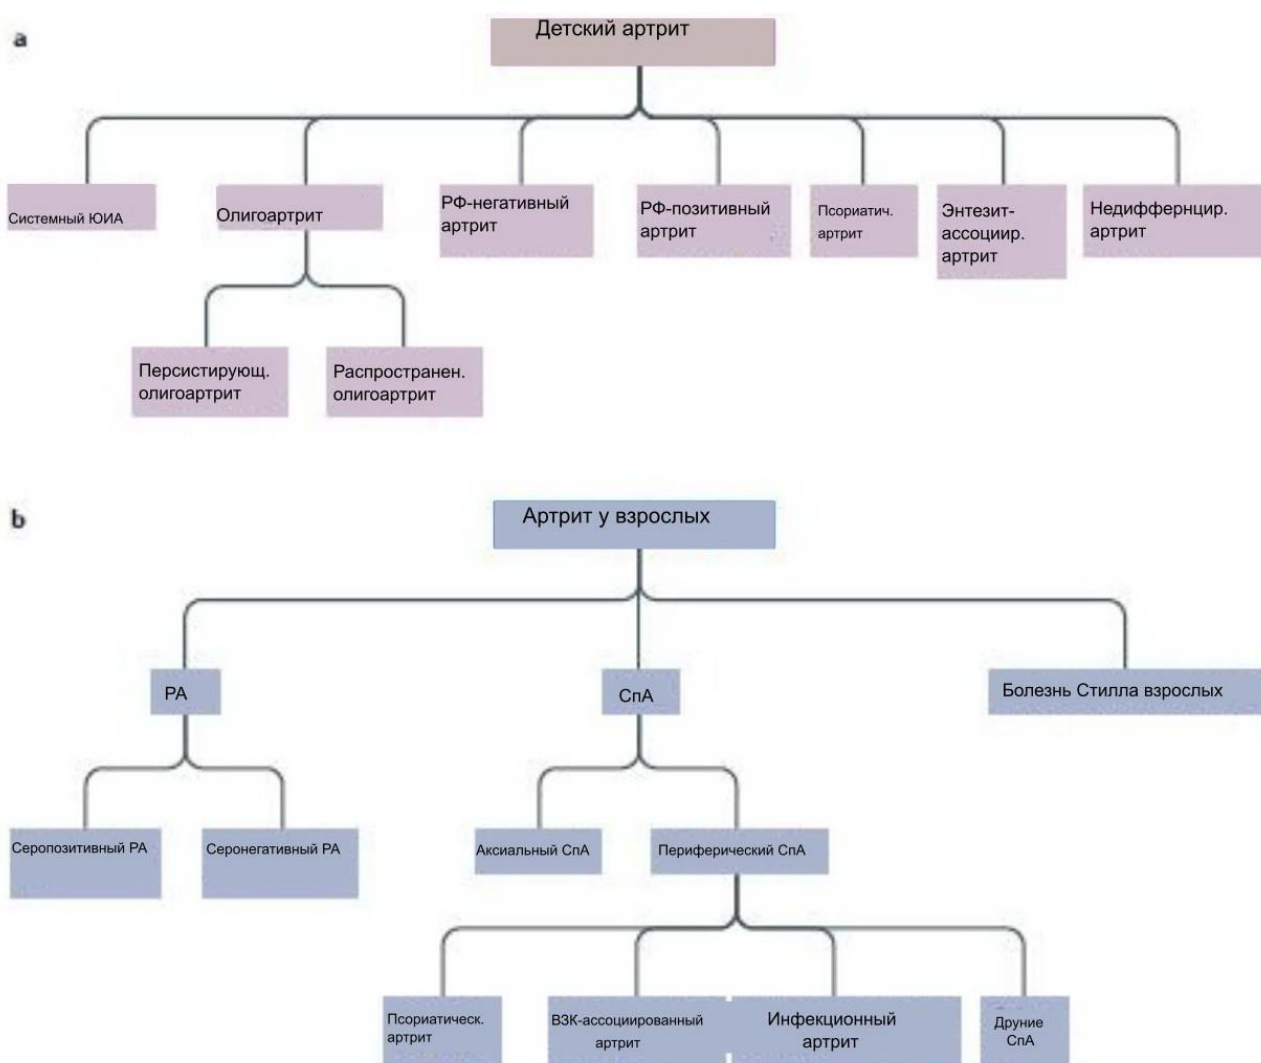 a
Детский артрит
Системный ЮИА
Олигоартрит
РФ-негативный
артрит
РФ-позитивный
артрит
Псориатич.
артрит
Энтезит-
ассоциир.
артрит
Недиффернцир.
артрит
Персистирующ.
олигоартрит
Распространен.
олигоартрит
b
Артрит у взрослых
РА
СпА
Болезнь Стилла взрослых
Серопозитивный РА
Серонегативный РА
Аксиальный СпА
Периферический СпА
Псориатическ.
артрит
ВЗК-ассоциированный
артрит
Инфекционный
артрит
Друние
СпА